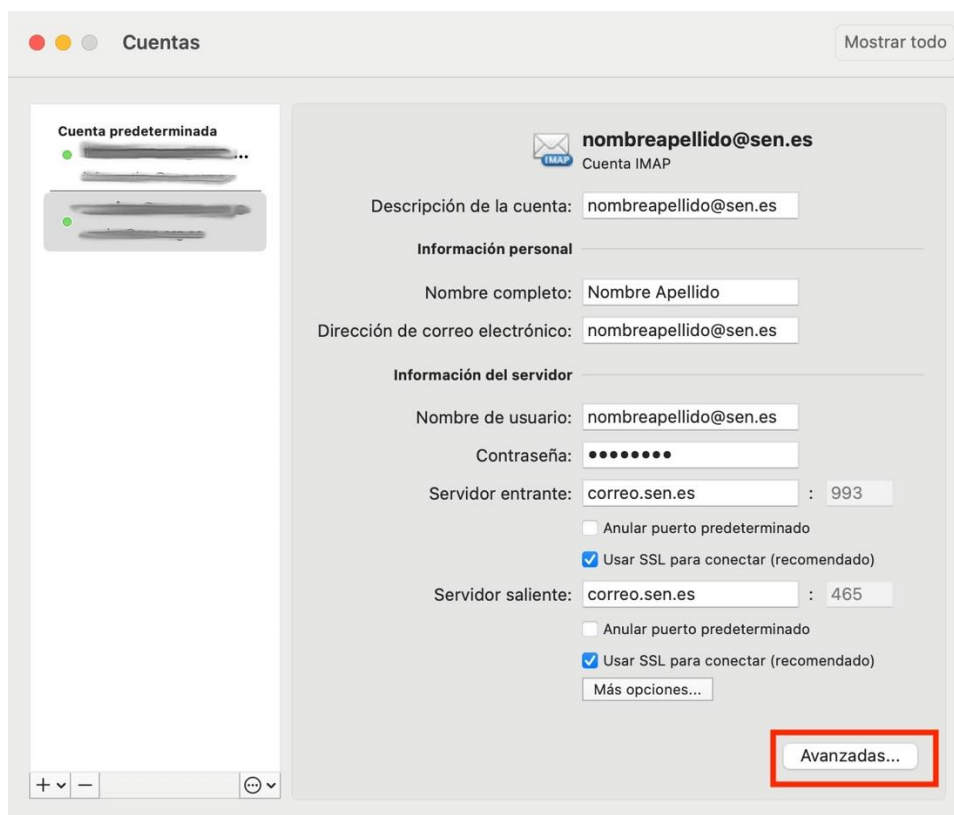 Cuentas
Mostrar todo
Cuenta predeterminada
...
nombreapellido@sen.es
IMAP
Cuenta IMAP
Descripción de la cuenta: nombreapellido@sen.es
Información personal
Nombre completo: Nombre Apellido
Dirección de correo electrónico: nombreapellido@sen.es
Información del servidor
Nombre de usuario: nombreapellido@sen.es
Contraseña: ●●●●●●●●
Servidor entrante: correo.sen.es : 993
Anular puerto predeterminado
Usar SSL para conectar (recomendado)
Servidor saliente: correo.sen.es : 465
Anular puerto predeterminado
Usar SSL para conectar (recomendado)
Más opciones...
Avanzadas...